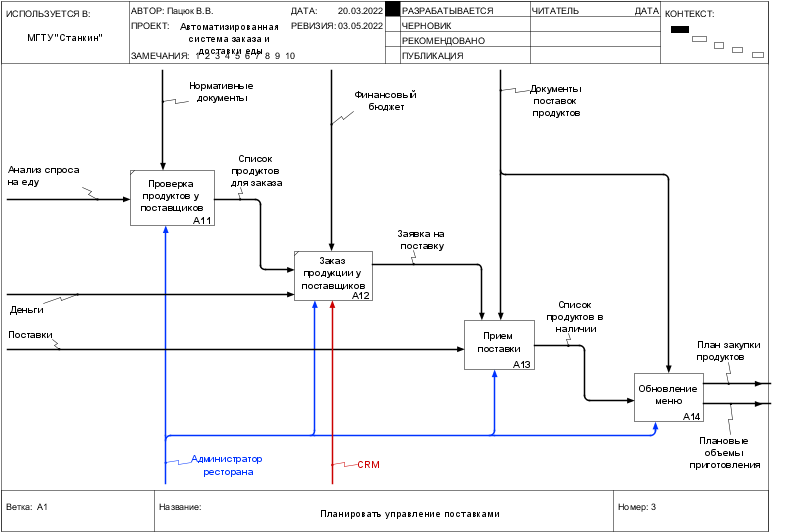 ИСПОЛЬЗУЕТСЯ В:
МГТУ"Станкин"
АВТОР: Пацюк В.В.
ДАТА: 20.03.2022
ПРОЕКТ: Автоматизированная
система заказа и
доставки еды
РЕВИЗИЯ: 03.05.2022
ЗАМЕЧАНИЯ: 1 2 3 4 5 6 7 8 9 10
РАЗРАБАТЫВАЕТСЯ
ЧЕРНОВИК
РЕКОМЕНДОВАНО
ПУБЛИКАЦИЯ
ЧИТАТЕЛЬ
ДАТА
КОНТЕКСТ:
Нормативные
документы
Финансовый
бюджет
Документы
поставок
продуктов
Анализ спроса
на еду
Проверка
продуктов у
поставщиков
A11
Список
продуктов
для заказа
Заказ
продукции у
поставщиков
A12
Заявка на
поставку
Деньги
Поставки
Прием
поставки
A13
Список
продуктов в
наличии
Обновление
меню
A14
План закупки
продуктов
Плановые
объемы
приготовления
Администратор
ресторана
CRM
Ветка: A1
Название:
Планировать управление поставками
Номер: 3